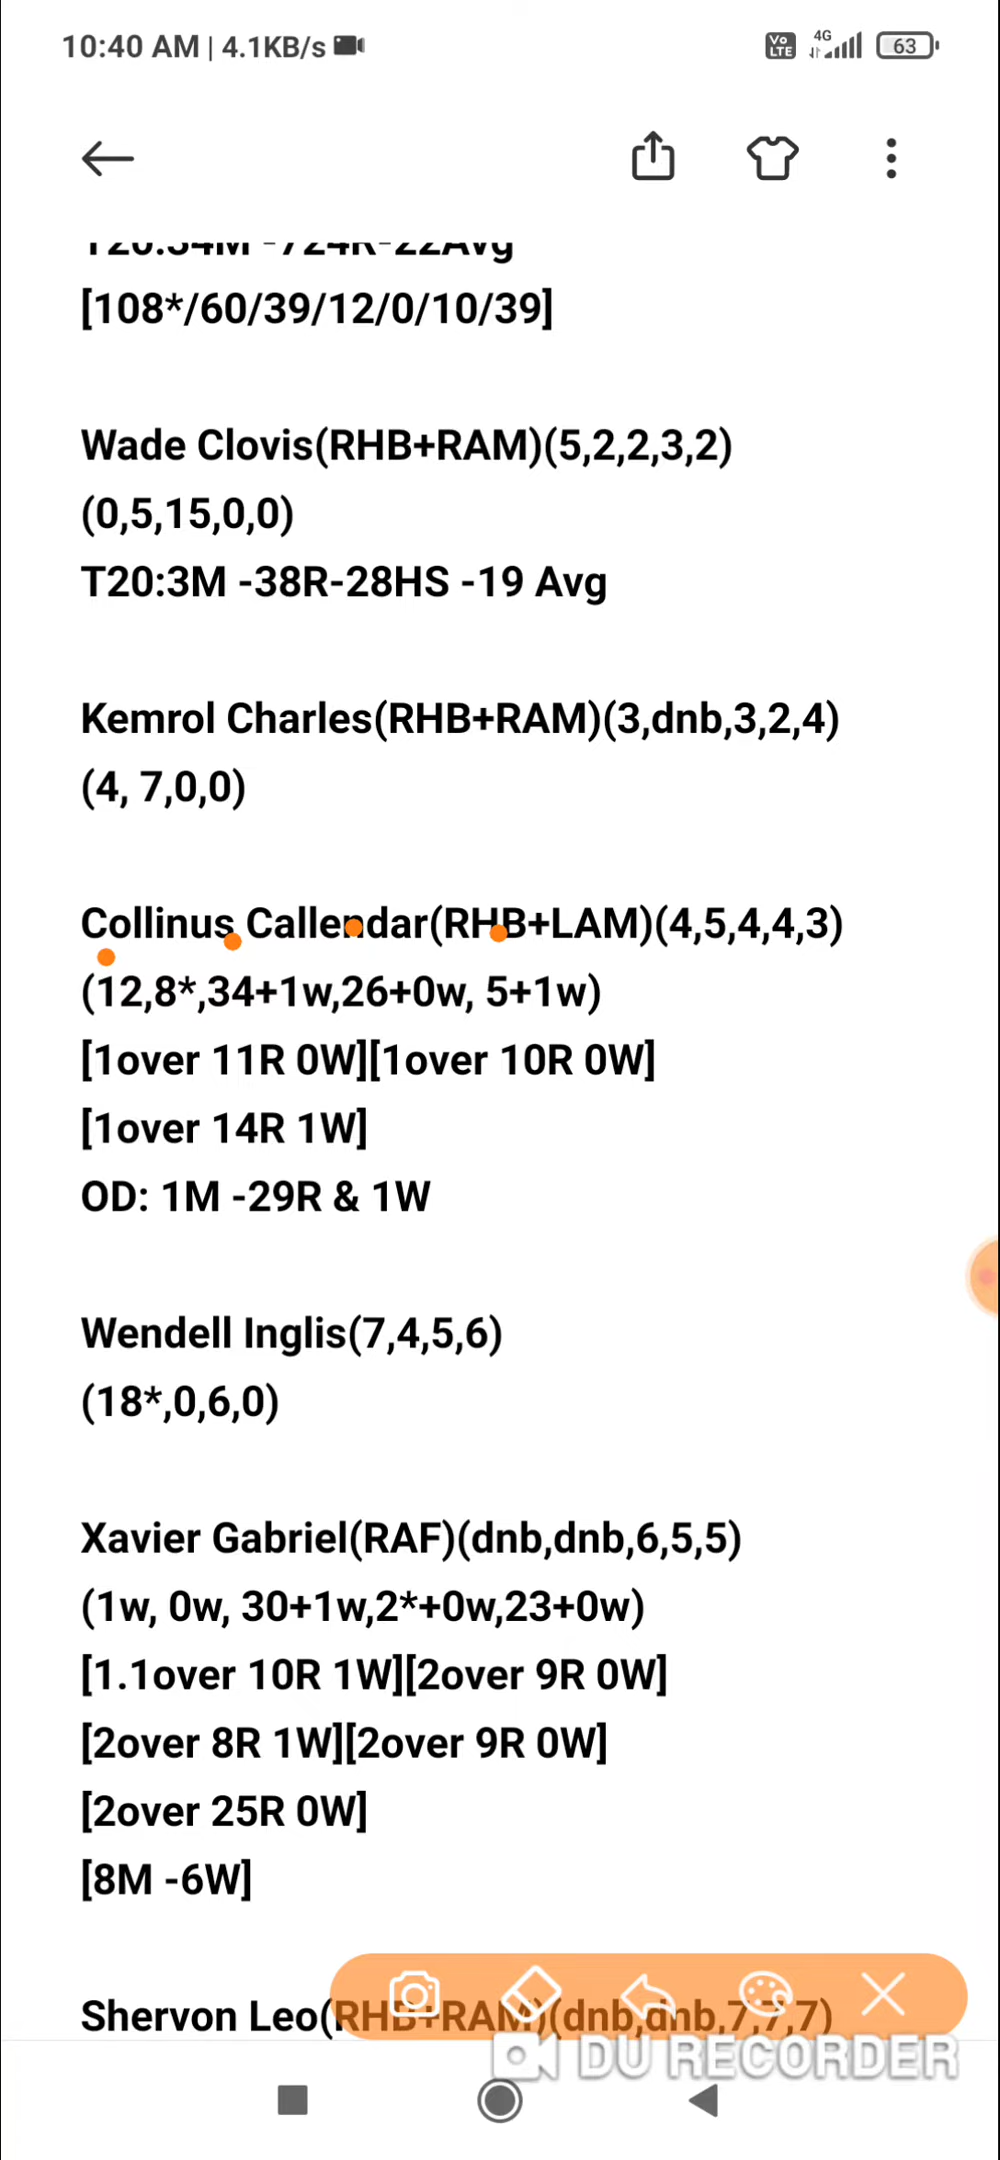 10:40 AM | 4.1KB/s
Vo LTE 4G 63
[108*/60/39/12/0/10/39]
Wade Clovis(RHB+RAM)(5,2,2,3,2)
(0,5,15,0,0)
T20:3M -38R-28HS -19 Avg
Kemrol Charles(RHB+RAM)(3,dnb,3,2,4)
(4, 7,0,0)
Collinus Callendar(RHB+LAM)(4,5,4,4,3)
(12,8*,34+1w,26+0w, 5+1w)
[1over 11R 0W][1over 10R 0W]
[1over 14R 1W]
OD: 1M -29R & 1W
Wendell Inglis(7,4,5,6)
(18*,0,6,0)
Xavier Gabriel(RAF)(dnb,dnb,6,5,5)
(1w, 0w, 30+1w,2*+0w,23+0w)
[1.1over 10R 1W][2over 9R 0W]
[2over 8R 1W][2over 9R 0W]
[2over 25R 0W]
[8M -6W]
Shervon Leo(RHB+RAM)(dnb,dnb,7,7,7)
DU RECORDER